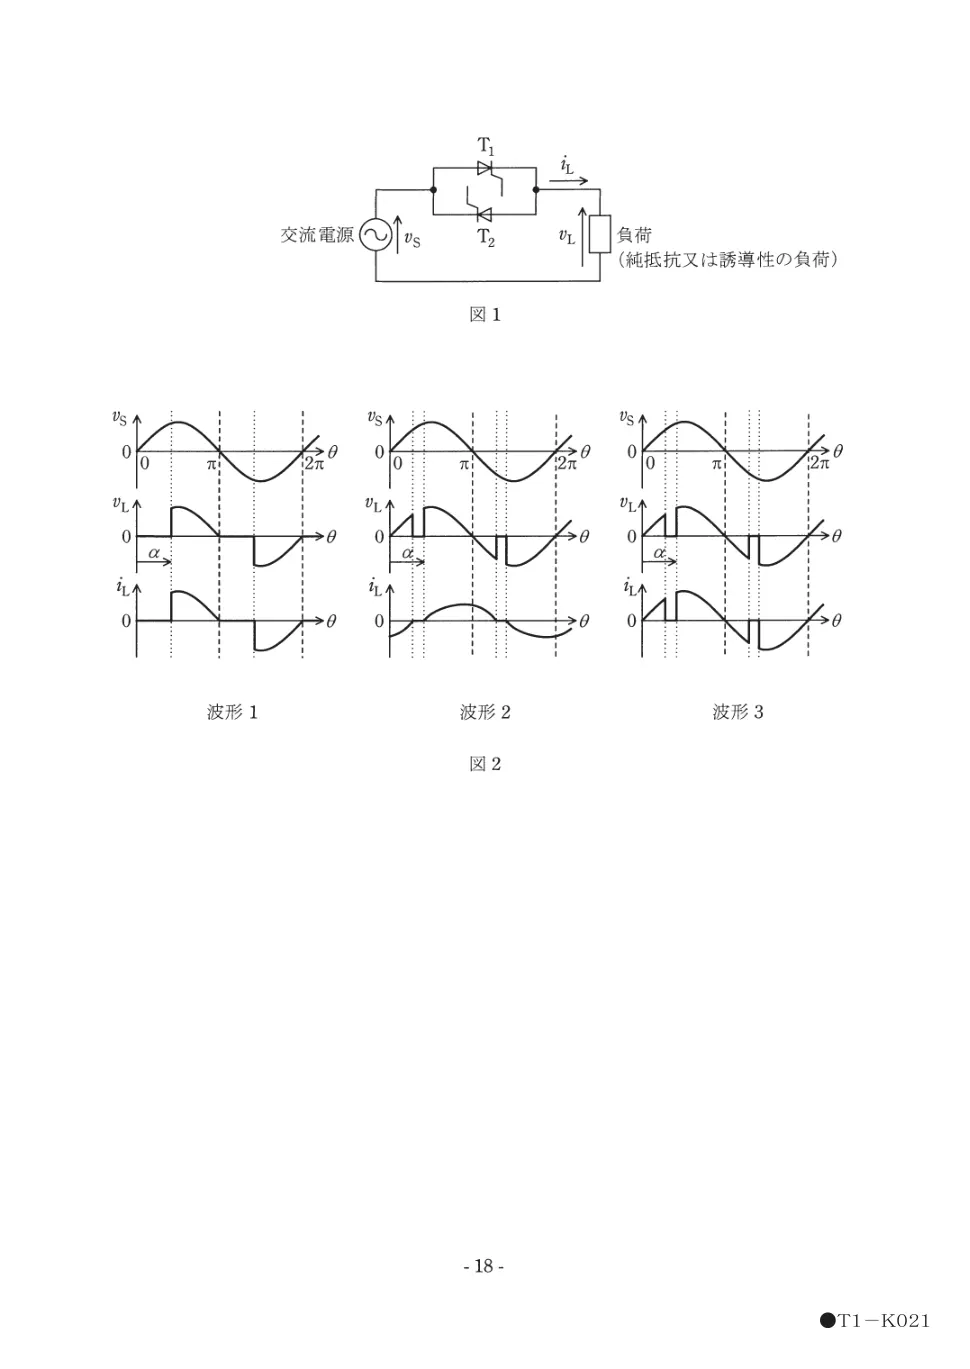 T1
iL
交流電源
vS
T2
vL
負荷
(純抵抗又は誘導性の負荷)
図1
vS
0
0
π
2π
θ
vL
0
α
θ
iL
0
θ
波形1
vS
0
0
π
2π
θ
vL
0
α
θ
iL
0
θ
波形2
vS
0
0
π
2π
θ
vL
0
α
θ
iL
0
θ
波形3
図2
- 18 -
●T1-K021